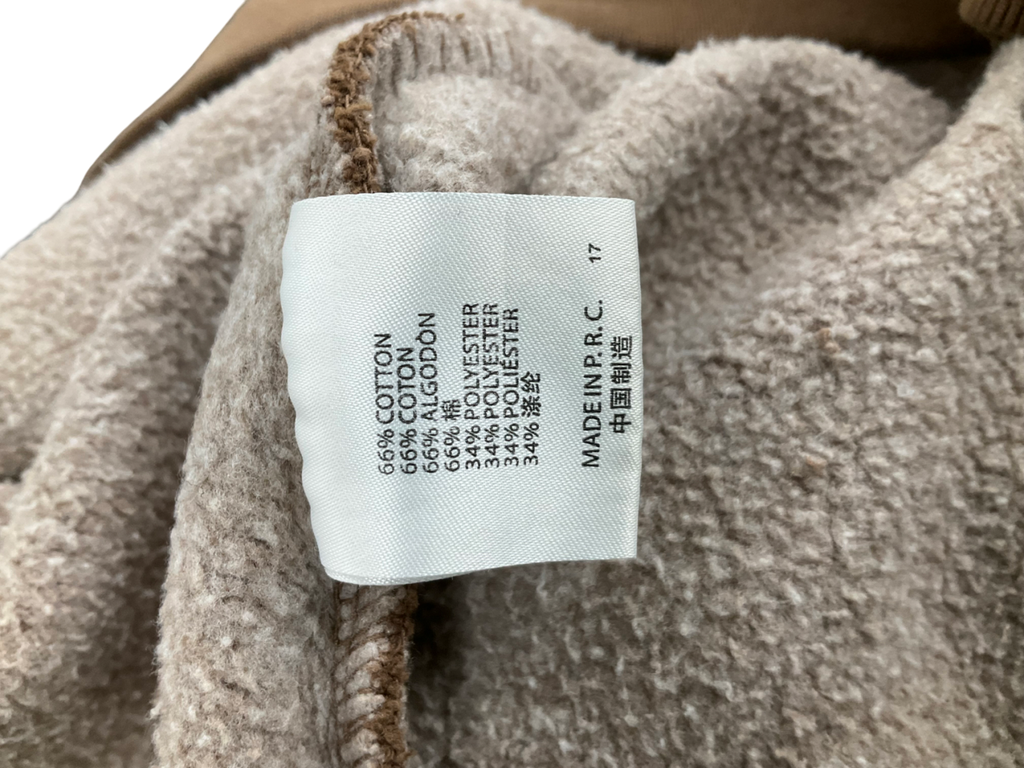 66% COTTON
66% COTON
66% ALGODÒN
66% 棉
34% POLYESTER
34% POLYESTER
34% POLIÉSTER
34% 涤纶
MADE IN P. R. C.
中国制造
17